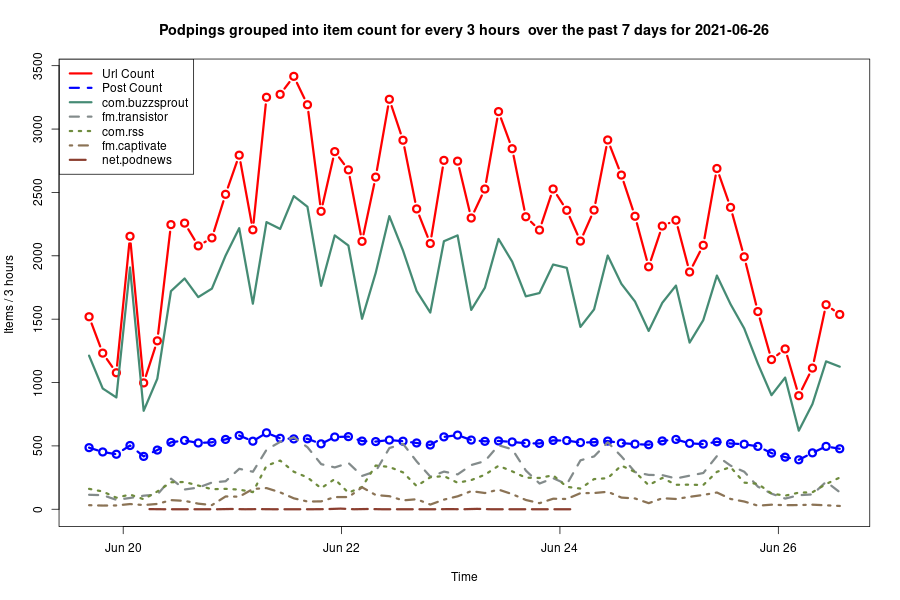 Podpings grouped into item count for every 3 hours  over the past 7 days for 2021-06-26
Url Count
Post Count
com.buzzsprout
fm.transistor
com.rss
fm.captivate
net.podnews
Items / 3 hours
3500
3000
2500
2000
1500
1000
500
0
Jun 20
Jun 22
Jun 24
Jun 26
Time